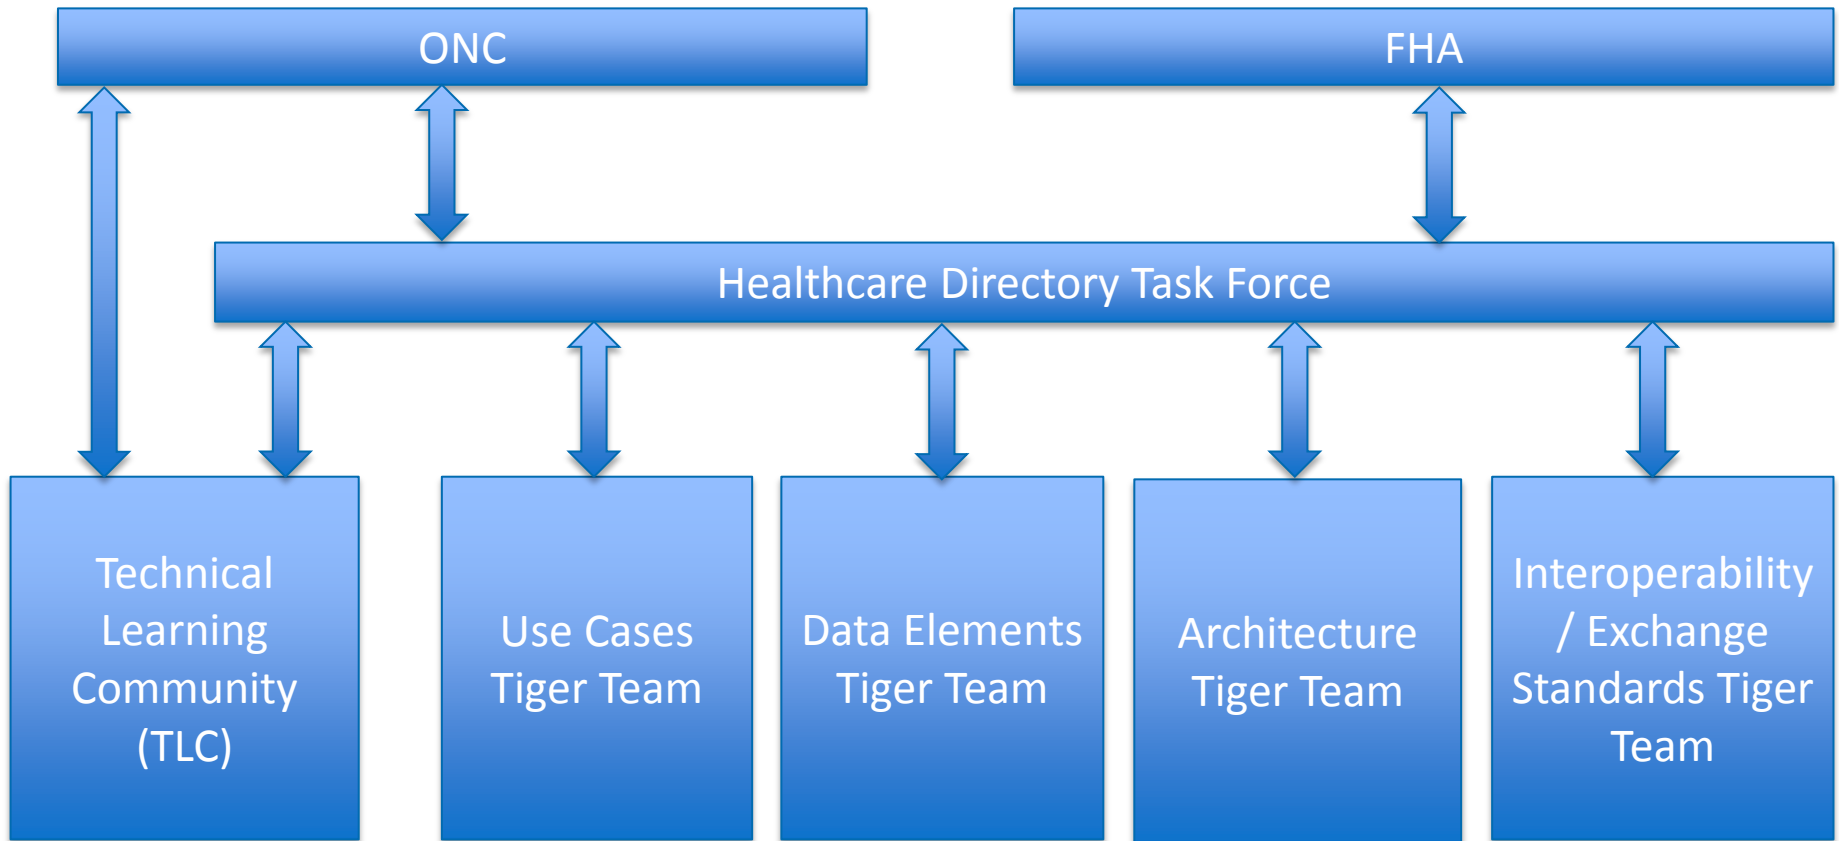 ONC
FHA
Healthcare Directory Task Force
Technical
Learning
Community
(TLC)
Use Cases
Tiger Team
Data Elements
Tiger Team
Architecture
Tiger Team
Interoperability
/ Exchange
Standards Tiger
Team